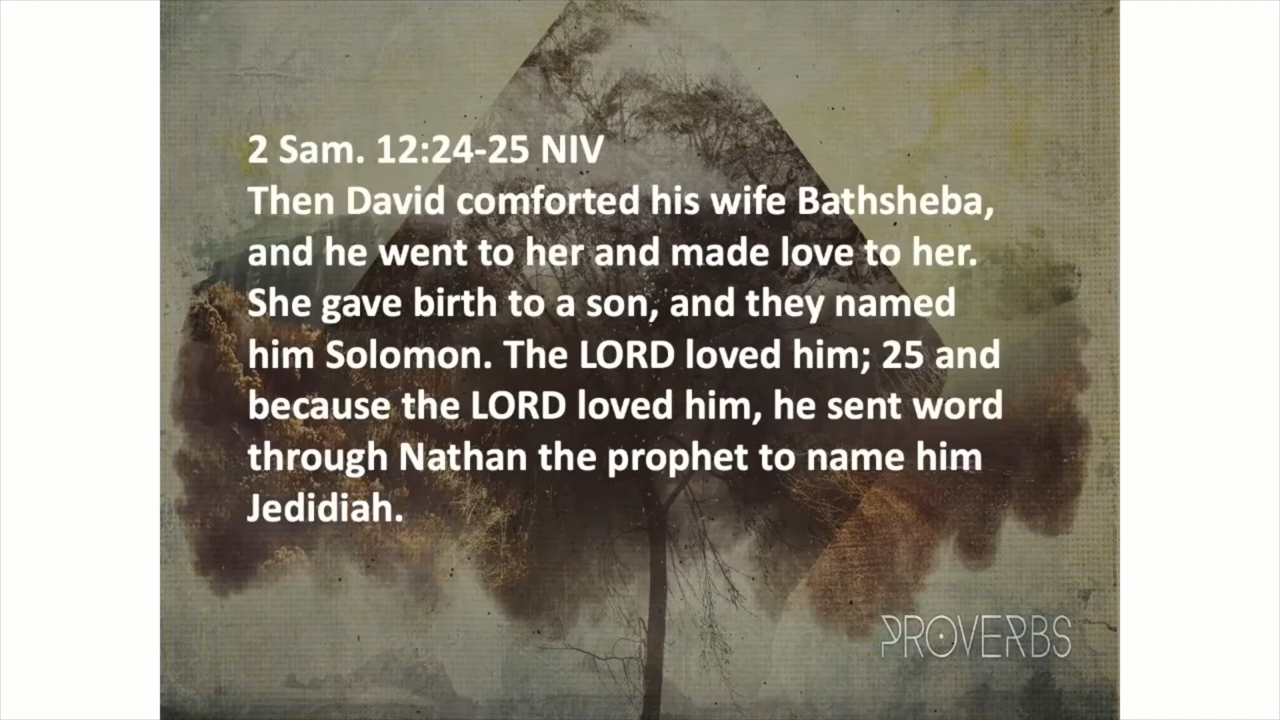 2 Sam. 12:24-25 NIV
Then David comforted his wife Bathsheba,
and he went to her and made love to her.
She gave birth to a son, and they named
him Solomon. The LORD loved him; 25 and
because the LORD loved him, he sent word
through Nathan the prophet to name him
Jedidiah.
PROVERBS